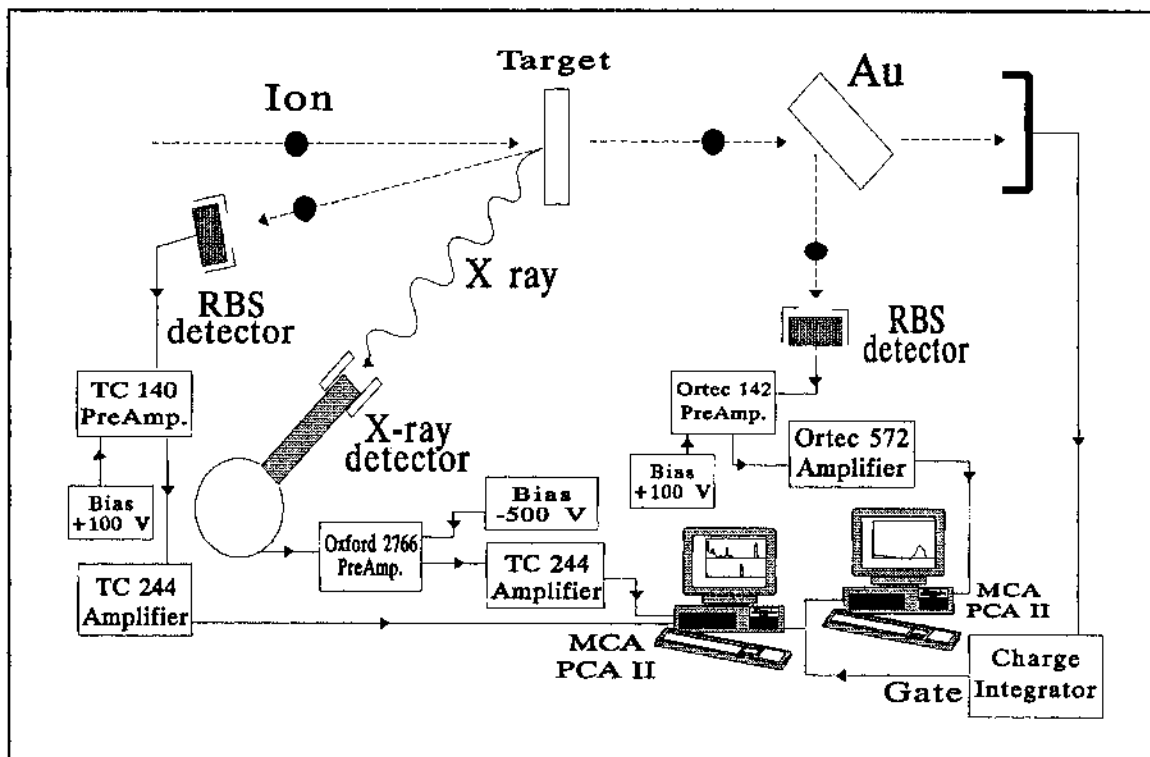 Target
Ion
Au
X ray
RBS
detector
RBS
detector
TC 140
PreAmp.
X-ray
detector
Ortec 142
PreAmp.
Ortec 572
Amplifier
Bias
+100 V
Bias
-500 V
Bias
+100 V
Oxford 2766
PreAmp.
TC 244
Amplifier
TC 244
Amplifier
MCA
PCA II
MCA
PCA II
Gate
Charge
Integrator